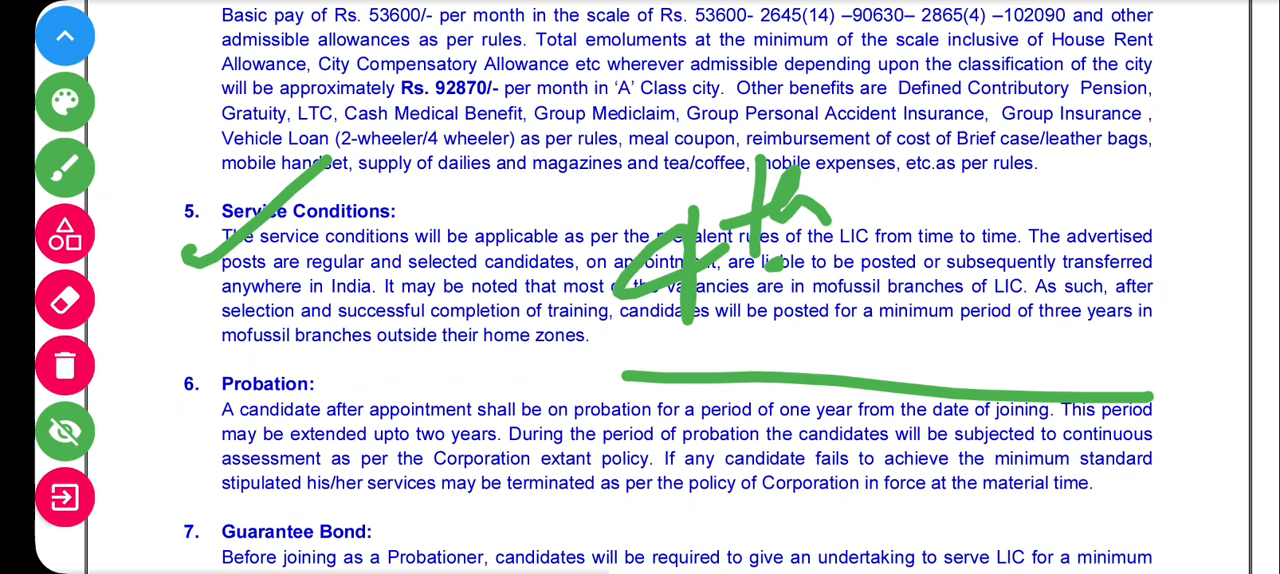 Basic pay of Rs. 53600/- per month in the scale of Rs. 53600- 2645(14) –90630– 2865(4) –102090 and other
admissible allowances as per rules. Total emoluments at the minimum of the scale inclusive of House Rent
Allowance, City Compensatory Allowance etc wherever admissible depending upon the classification of the city
will be approximately Rs. 92870/- per month in ‘A’ Class city. Other benefits are Defined Contributory Pension,
Gratuity, LTC, Cash Medical Benefit, Group Mediclaim, Group Personal Accident Insurance, Group Insurance ,
Vehicle Loan (2-wheeler/4 wheeler) as per rules, meal coupon, reimbursement of cost of Brief case/leather bags,
mobile handset, supply of dailies and magazines and tea/coffee, mobile expenses, etc.as per rules.
5. Service Conditions:
The service conditions will be applicable as per the prevalent rules of the LIC from time to time. The advertised
posts are regular and selected candidates, on appointment, are liable to be posted or subsequently transferred
anywhere in India. It may be noted that most of the vacancies are in mofussil branches of LIC. As such, after
selection and successful completion of training, candidates will be posted for a minimum period of three years in
mofussil branches outside their home zones.
4th
6. Probation:
A candidate after appointment shall be on probation for a period of one year from the date of joining. This period
may be extended upto two years. During the period of probation the candidates will be subjected to continuous
assessment as per the Corporation extant policy. If any candidate fails to achieve the minimum standard
stipulated his/her services may be terminated as per the policy of Corporation in force at the material time.
7. Guarantee Bond:
Before joining as a Probationer, candidates will be required to give an undertaking to serve LIC for a minimum